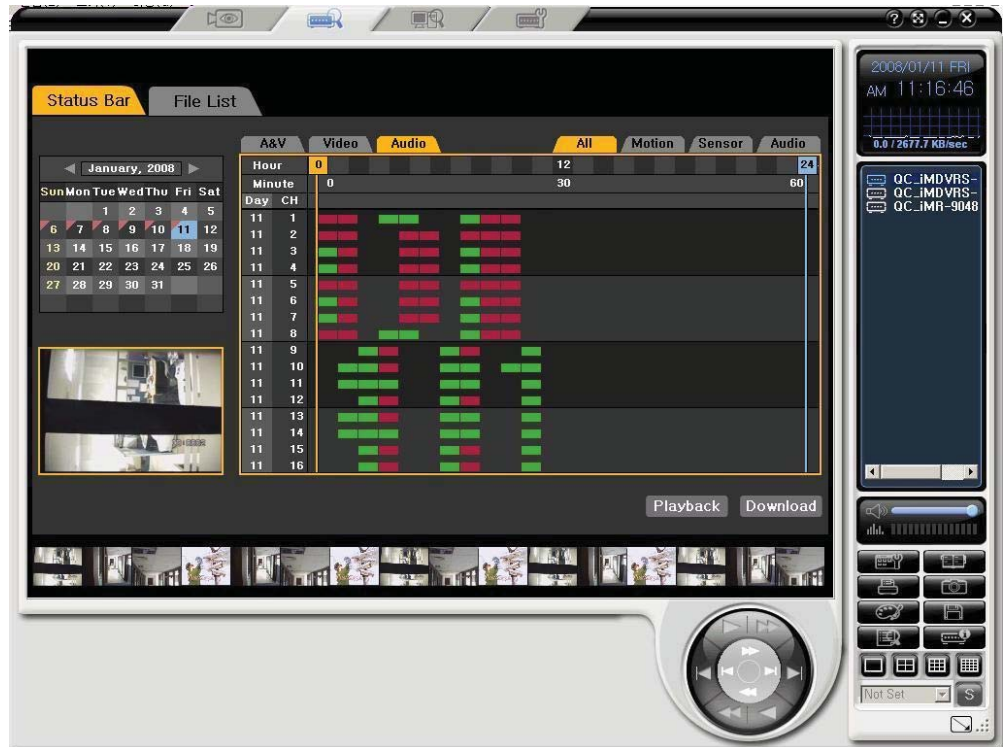 2008/01/11 FRI
AM 11:16:46
0.0 / 2677.7 KB/sec
Status Bar File List
A&V Video Audio All Motion Sensor Audio
January, 2008
Sun Mon Tue Wed Thu Fri Sat
1 2 3 4 5
6 7 8 9 10 11 12
13 14 15 16 17 18 19
20 21 22 23 24 25 26
27 28 29 30 31
Hour 0 12 24
Minute 0 30 60
Day CH
11 1
11 2
11 3
11 4
11 5
11 6
11 7
11 8
11 9
11 10
11 11
11 12
11 13
11 14
11 15
11 16
Playback Download
QC_iMDVRS-
QC_iMDVRS-
QC_iMR-9048
Not Set S